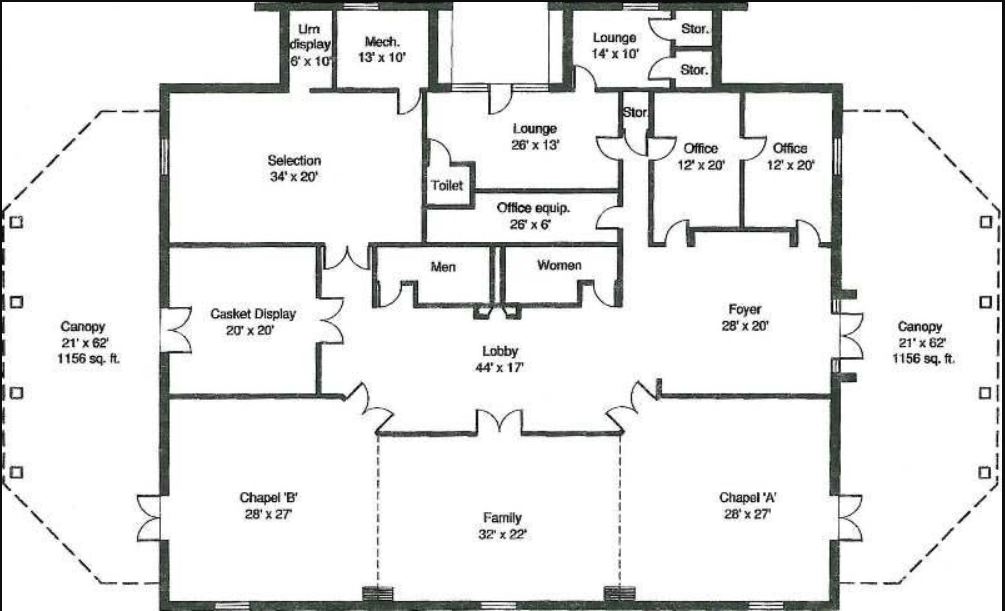 Urn
display
6' x 10'
Mech.
13' x 10'
Lounge
14' x 10'
Stor.
Stor.
Selection
34' x 20'
Lounge
26' x 13'
Stor.
Office
12' x 20'
Office
12' x 20'
Toilet
Office equip.
26' x 6'
Men
Women
Casket Display
20' x 20'
Foyer
28' x 20'
Canopy
21' x 62'
1156 sq. ft.
Lobby
44' x 17'
Canopy
21' x 62'
1156 sq. ft.
Chapel 'B'
28' x 27'
Family
32' x 22'
Chapel 'A'
28' x 27'